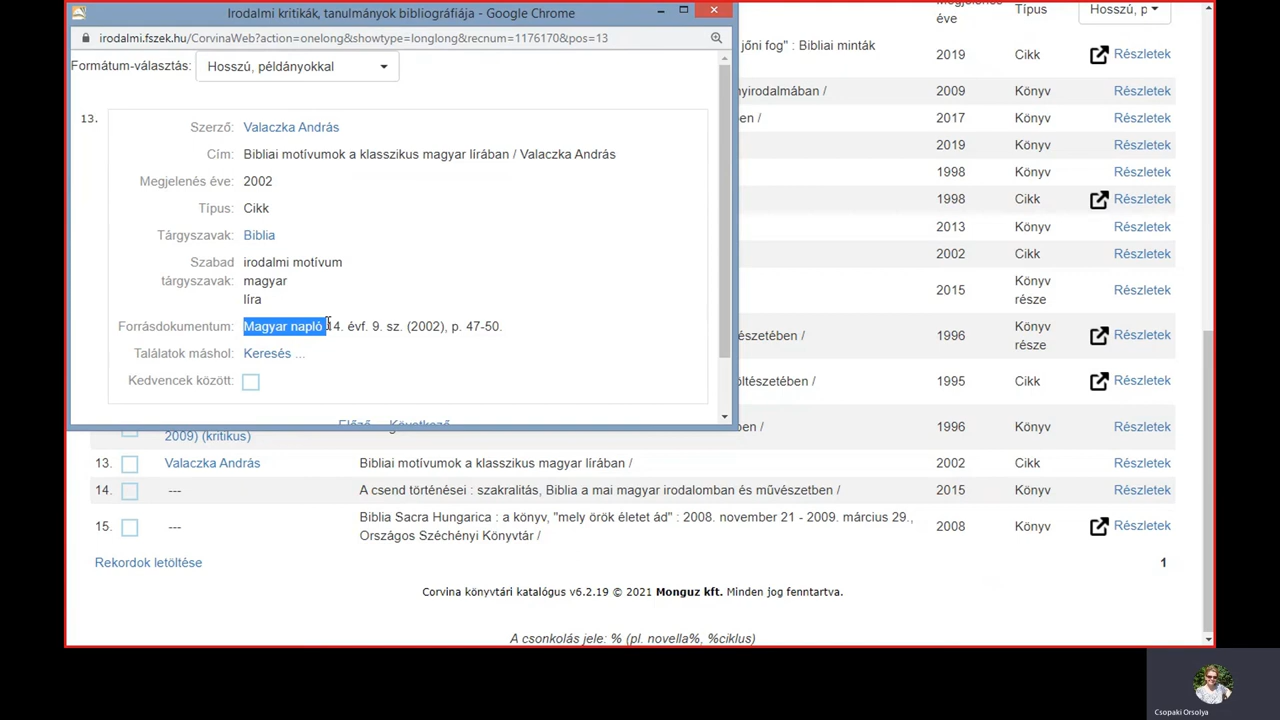 Irodalmi kritikák, tanulmányok bibliográfiája - Google Chrome
irodalmi.fszek.hu/CorvinaWeb?action=onelong&showtype=longlong&recnum=1176170&pos=13
Formátum-választás: Hosszú, példányokkal
13.
Szerző: Valaczka András
Cím: Bibliai motívumok a klasszikus magyar lírában / Valaczka András
Megjelenés éve: 2002
Típus: Cikk
Tárgyszavak: Biblia
Szabad tárgyszavak: irodalmi motívum
magyar
líra
Forrásdokumentum: Magyar napló 14. évf. 9. sz. (2002), p. 47-50.
Találatok máshol: Keresés ...
Kedvencek között:
Előző Következő
éve Típus Hosszú, p
jőni fog" : Bibliai minták 2019 Cikk Részletek
nyirodalmában / 2009 Könyv Részletek
en / 2017 Könyv Részletek
2019 Könyv Részletek
1998 Könyv Részletek
1998 Cikk Részletek
2013 Könyv Részletek
2002 Cikk Részletek
2015 Könyv része Részletek
eszetében / 1996 Könyv része Részletek
öltészetében / 1995 Cikk Részletek
2009) (kritikus) en / 1996 Könyv Részletek
13. Valaczka András Bibliai motívumok a klasszikus magyar lírában / 2002 Cikk Részletek
14. --- A csend történései : szakralitás, Biblia a mai magyar irodalomban és művészetben / 2015 Könyv Részletek
15. --- Biblia Sacra Hungarica : a könyv, "mely örök életet ád" : 2008. november 21 - 2009. március 29.,
Országos Széchényi Könyvtár / 2008 Könyv Részletek
Rekordok letöltése 1
Corvina könyvtári katalógus v6.2.19 © 2021 Monguz kft. Minden jog fenntartva.
A csonkolás jele: % (pl. novella%, %ciklus)
Csopaki Orsolya